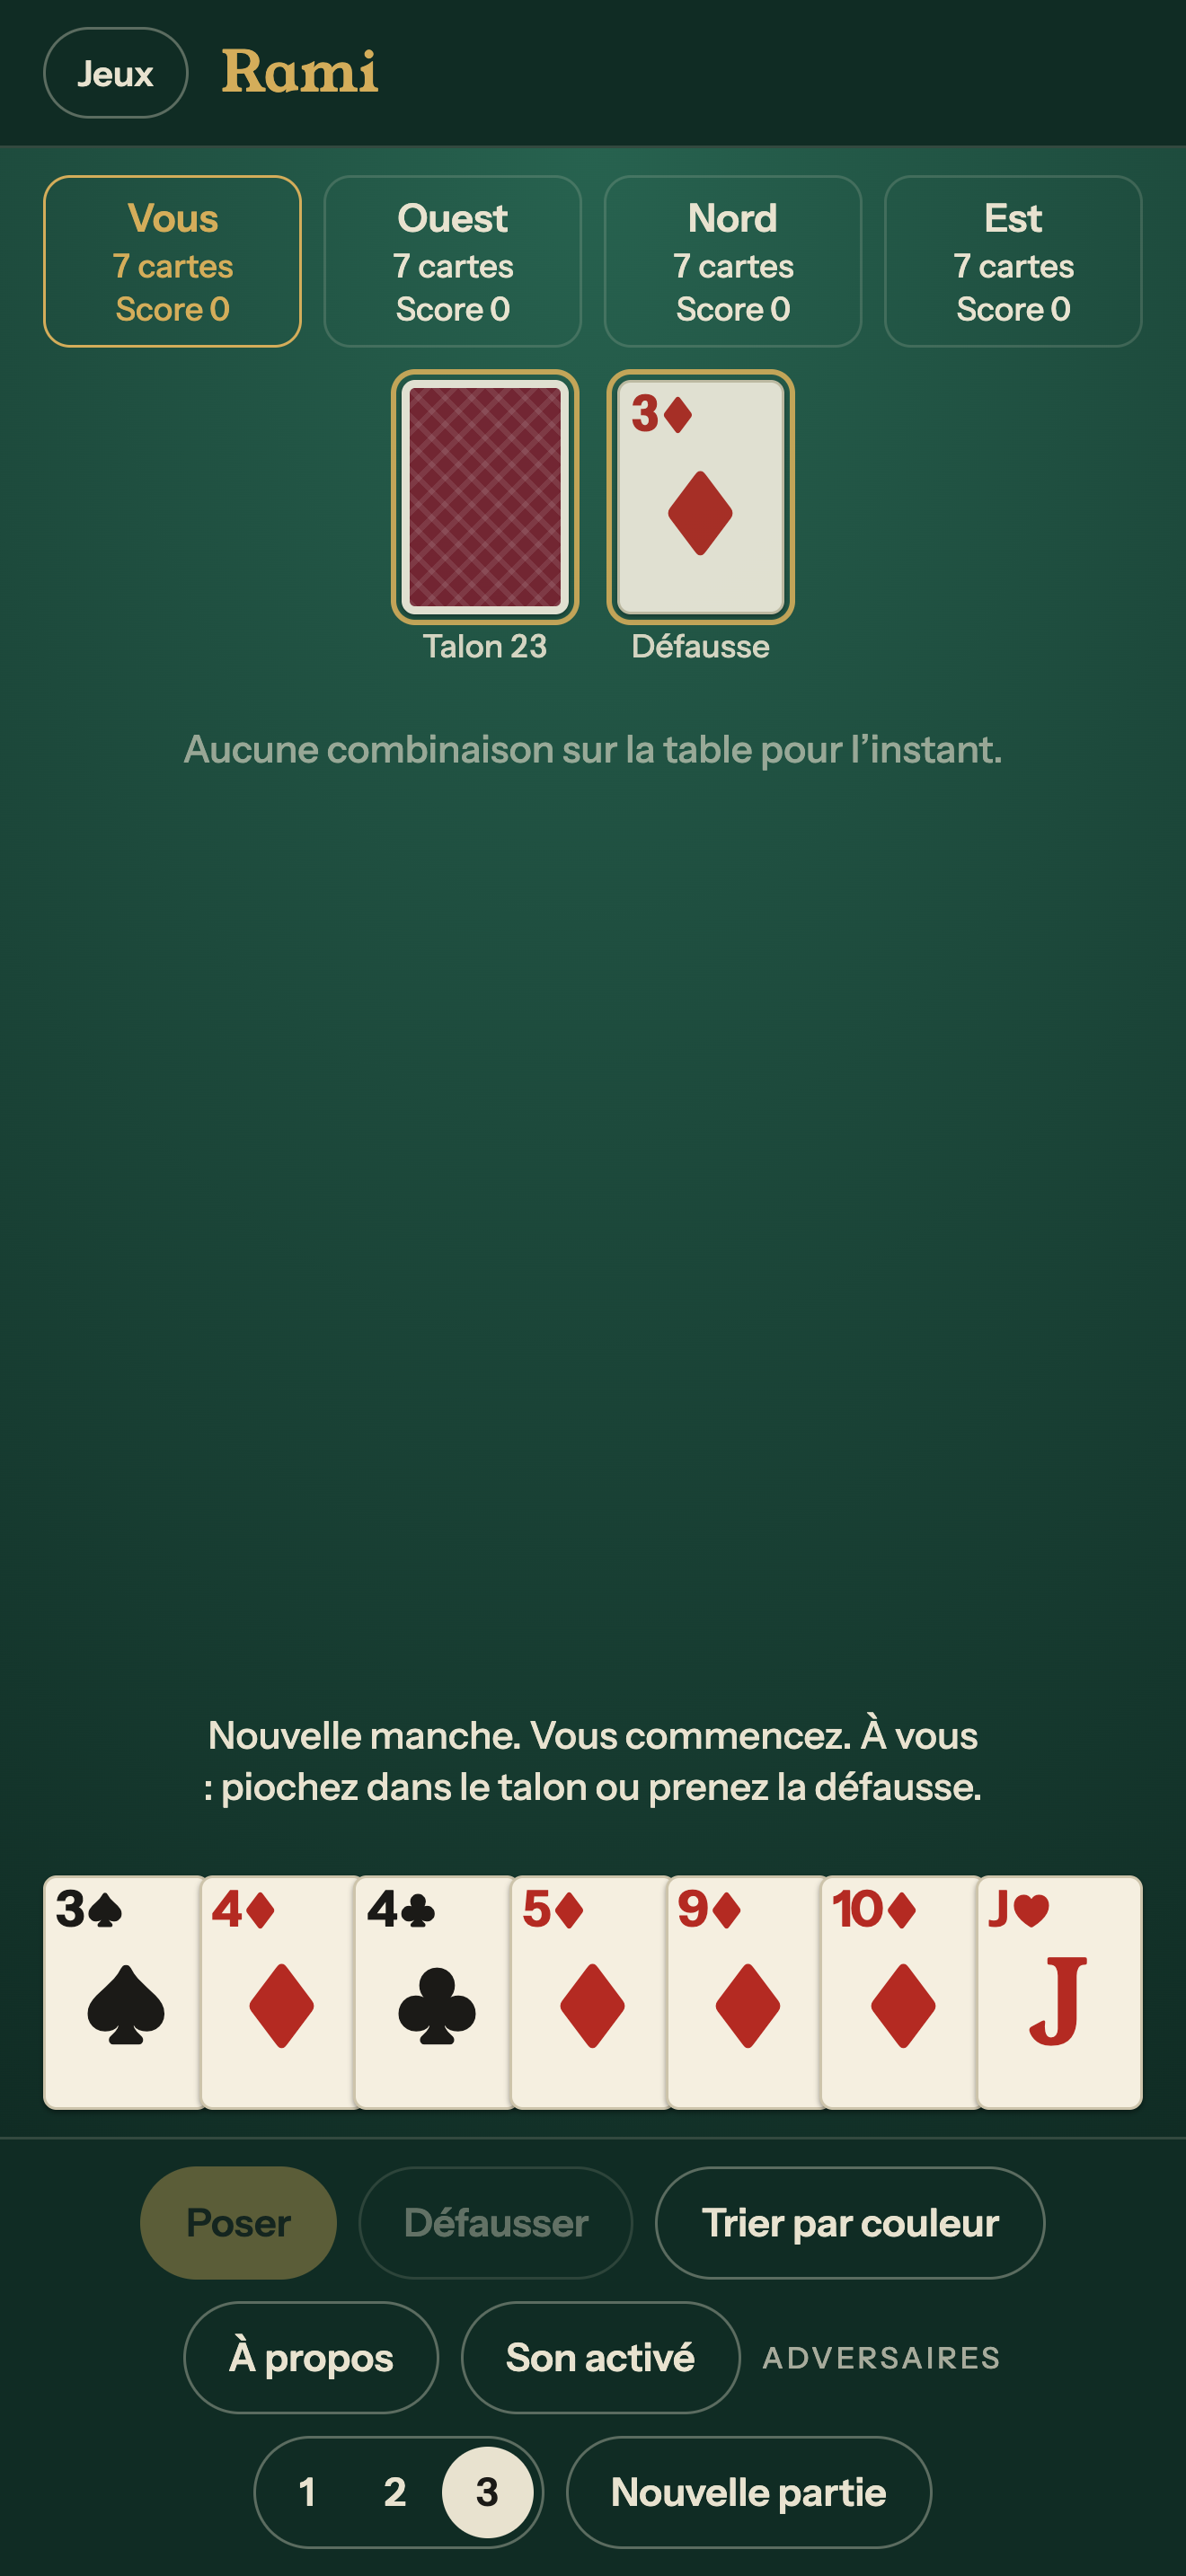 Jeux
Rami
Vous
7 cartes
Score 0
Ouest
7 cartes
Score 0
Nord
7 cartes
Score 0
Est
7 cartes
Score 0
3♦
Talon 23
Défausse
Aucune combinaison sur la table pour l’instant.
Nouvelle manche. Vous commencez. À vous
: piochez dans le talon ou prenez la défausse.
3♠
4♦
4♣
5♦
9♦
10♦
J♥
J
Poser
Défausser
Trier par couleur
À propos
Son activé
ADVERSAIRES
1
2
3
Nouvelle partie